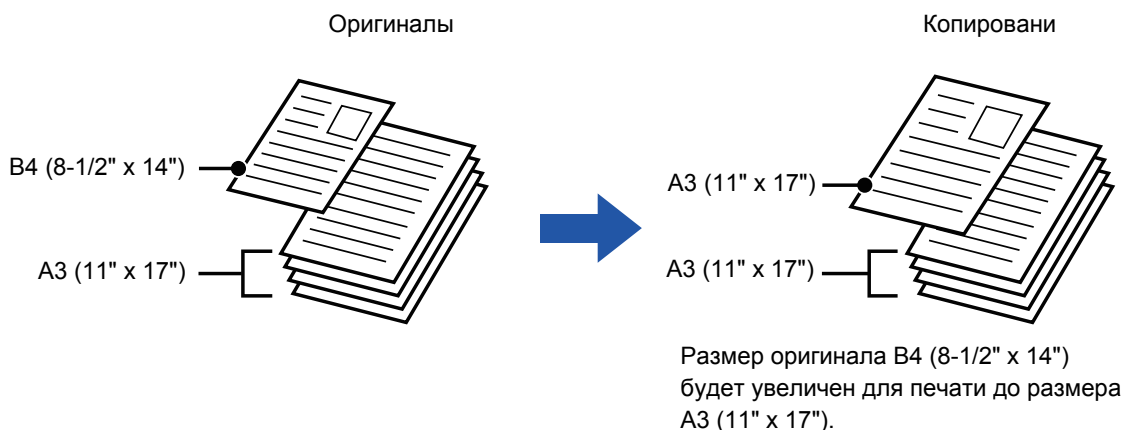 Оригиналы
Копировани
B4 (8-1/2" x 14")
A3 (11" x 17")
A3 (11" x 17")
A3 (11" x 17")
Размер оригинала B4 (8-1/2" x 14")
будет увеличен для печати до размера
A3 (11" x 17").